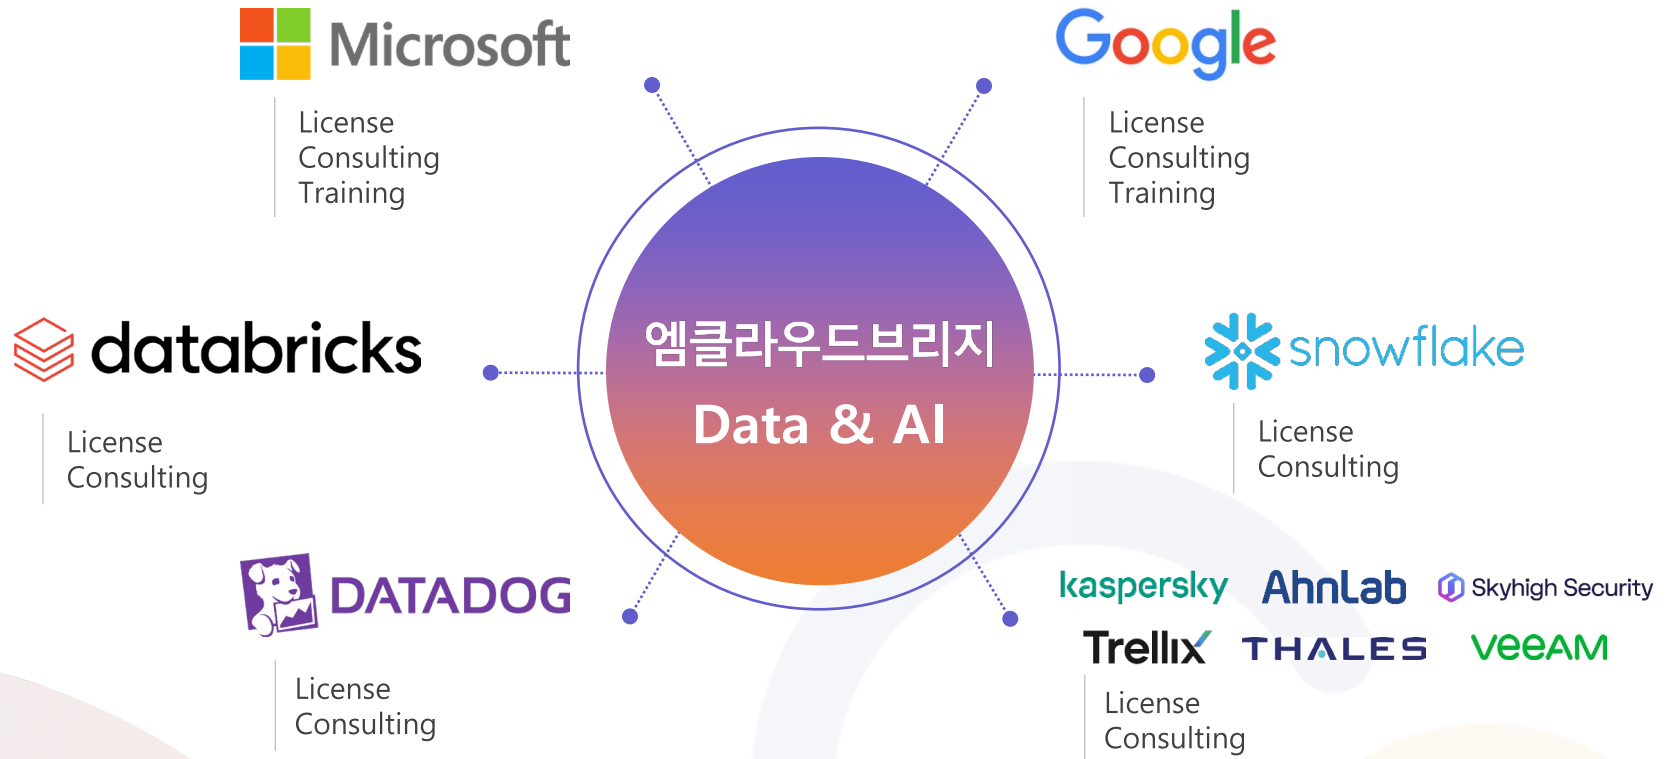 Microsoft
License
Consulting
Training
Google
License
Consulting
Training
엠클라우드브리지
Data & AI
databricks
License
Consulting
snowflake
License
Consulting
DATADOG
License
Consulting
kaspersky AhnLab Skyhigh Security
Trellix THALES veeAM
License
Consulting